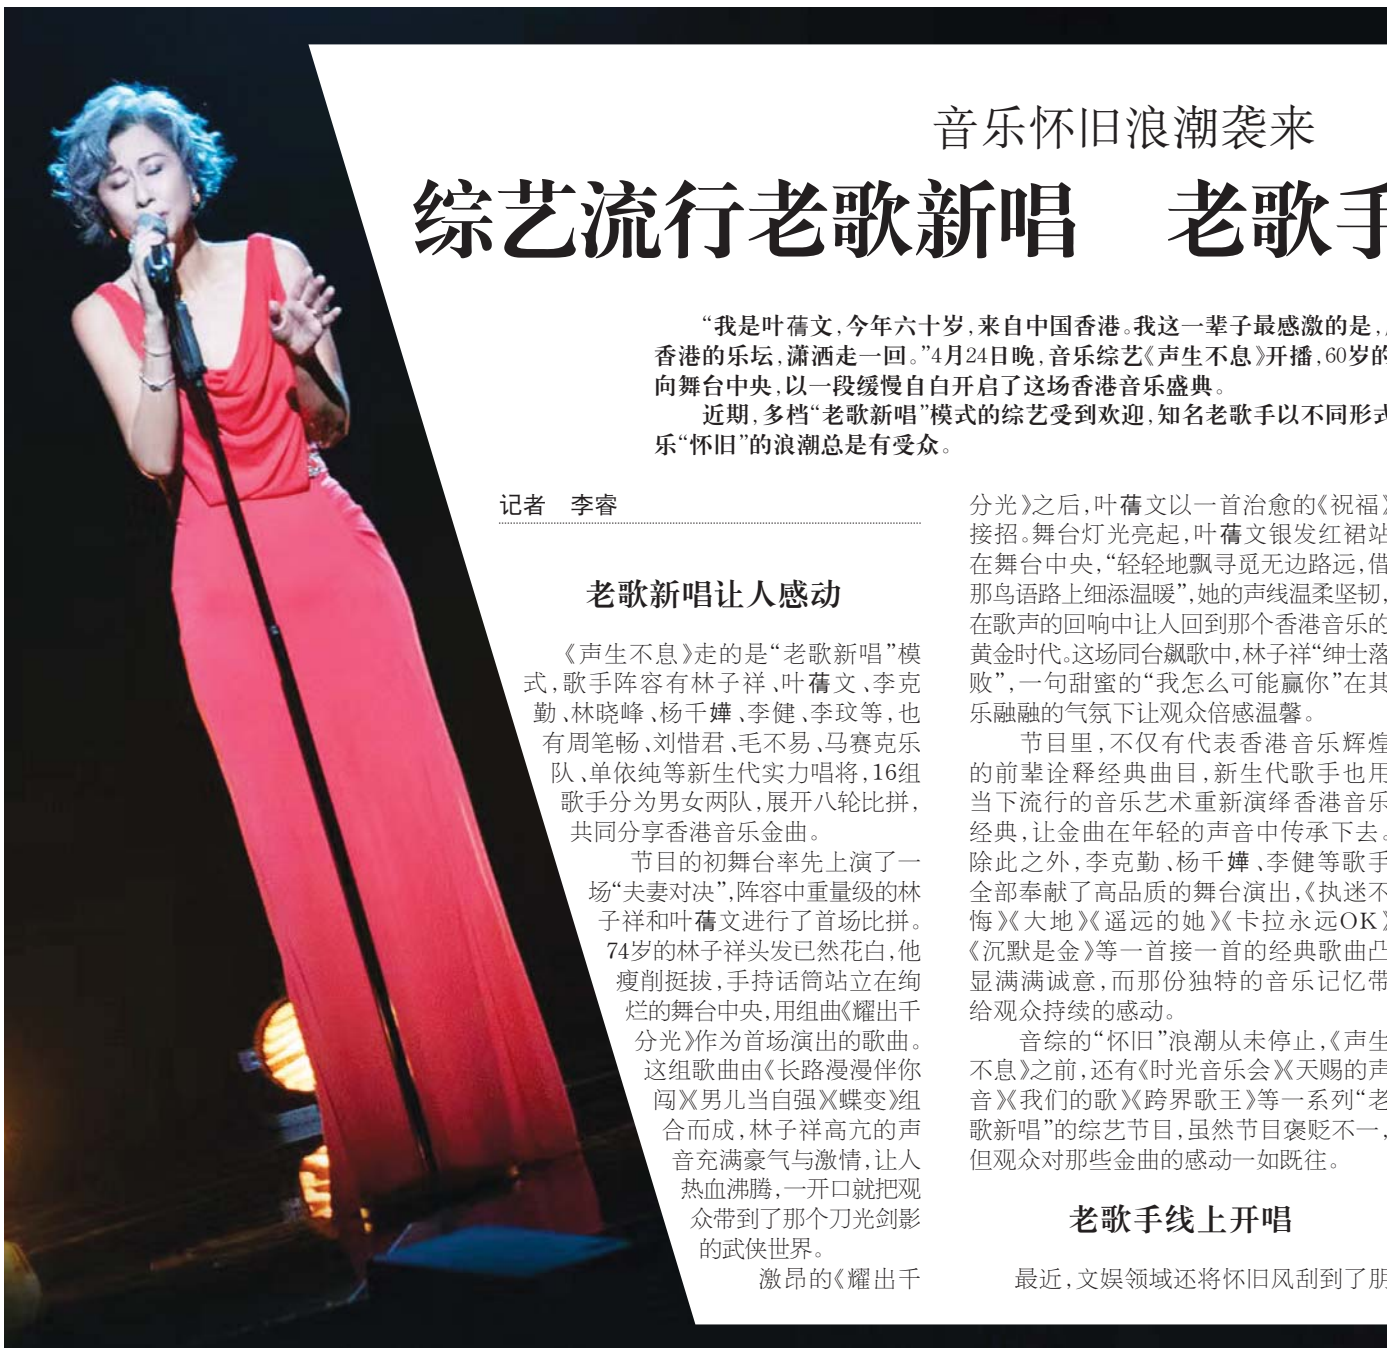 音乐怀旧浪潮袭来
综艺流行老歌新唱　老歌手
“我是叶蒨文，今年六十岁，来自中国香港。我这一辈子最感激的是，
香港的乐坛，潇洒走一回。”4月24日晚，音乐综艺《声生不息》开播，60岁的
向舞台中央，以一段缓慢自白开启了这场香港音乐盛典。
近期，多档“老歌新唱”模式的综艺受到欢迎，知名老歌手以不同形式
乐“怀旧”的浪潮总是有受众。
记者　李睿
老歌新唱让人感动
《声生不息》走的是“老歌新唱”模
式，歌手阵容有林子祥、叶蒨文、李克
勤、林晓峰、杨千嬅、李健、李玟等，也
有周笔畅、刘惜君、毛不易、马赛克乐
队、单依纯等新生代实力唱将，16组
歌手分为男女两队，展开八轮比拼，
共同分享香港音乐金曲。
节目的初舞台率先上演了一
场“夫妻对决”，阵容中重量级的林
子祥和叶蒨文进行了首场比拼。
74岁的林子祥头发已然花白，他
瘦削挺拔，手持话筒站立在绚
烂的舞台中央，用组曲《耀出千
分光》作为首场演出的歌曲。
这组歌曲由《长路漫漫伴你
闯》《男儿当自强》《蝶变》组
合而成，林子祥高亢的声
音充满豪气与激情，让人
热血沸腾，一开口就把观
众带到了那个刀光剑影
的武侠世界。
激昂的《耀出千
分光》之后，叶蒨文以一首治愈的《祝福》
接招。舞台灯光亮起，叶蒨文银发红裙站
在舞台中央，“轻轻地飘寻觅无边路远，借
那鸟语路上细添温暖”，她的声线温柔坚韧，
在歌声的回响中让人回到那个香港音乐的
黄金时代。这场同台飙歌中，林子祥“绅士落
败”，一句甜蜜的“我怎么可能赢你”在其
乐融融的气氛下让观众倍感温馨。
节目里，不仅有代表香港音乐辉煌
的前辈诠释经典曲目，新生代歌手也用
当下流行的音乐艺术重新演绎香港音乐
经典，让金曲在年轻的声音中传承下去。
除此之外，李克勤、杨千嬅、李健等歌手
全部奉献了高品质的舞台演出，《执迷不
悔》《大地》《遥远的她》《卡拉永远OK》
《沉默是金》等一首接一首的经典歌曲凸
显满满诚意，而那份独特的音乐记忆带
给观众持续的感动。
音综的“怀旧”浪潮从未停止，《声生
不息》之前，还有《时光音乐会》《天赐的声
音》《我们的歌》《跨界歌王》等一系列“老
歌新唱”的综艺节目，虽然节目褒贬不一，
但观众对那些金曲的感动一如既往。
老歌手线上开唱
最近，文娱领域还将怀旧风刮到了朋